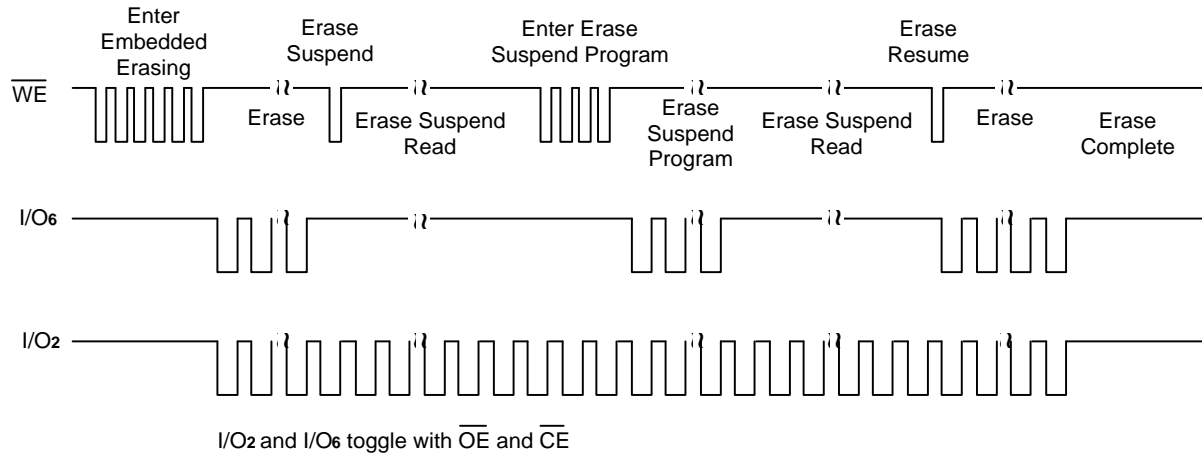 Enter
Embedded
Erasing
Erase
Suspend
Enter Erase
Suspend Program
Erase
Resume
WE
Erase
Erase Suspend
Read
Erase
Suspend
Program
Erase Suspend
Read
Erase
Erase
Complete
I/O6
I/O2
I/O2 and I/O6 toggle with OE and CE